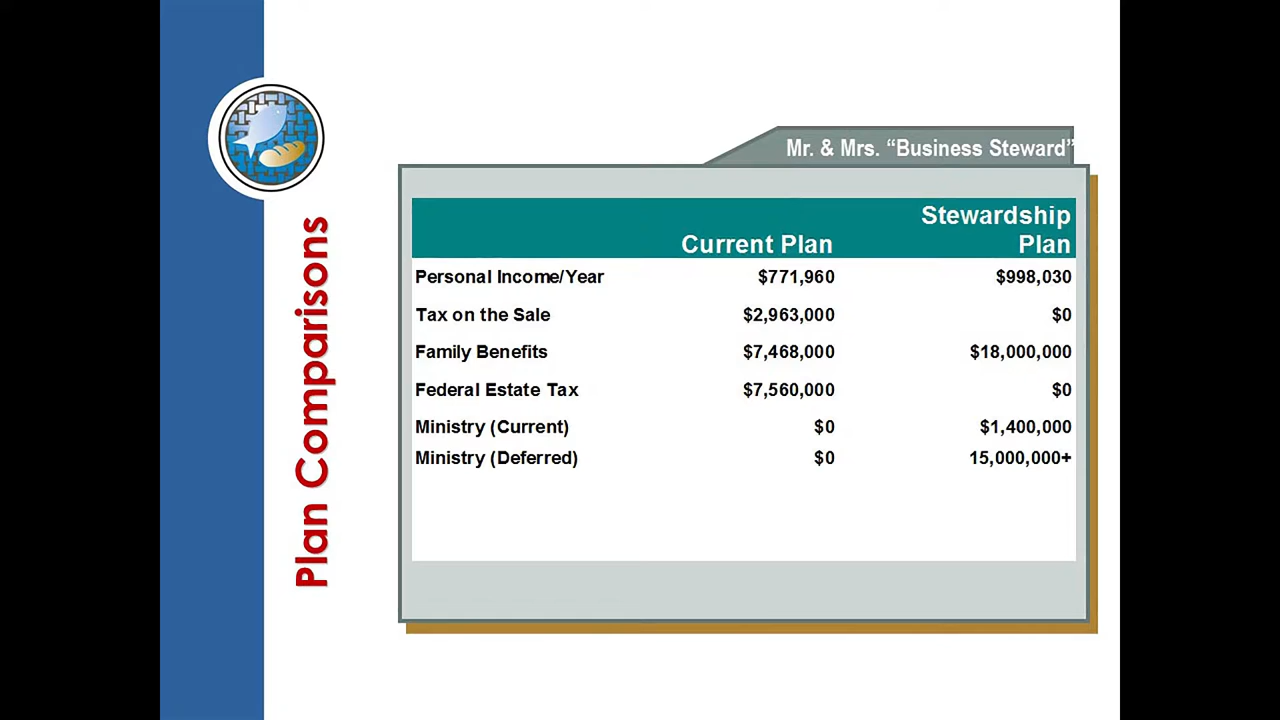 Plan Comparisons
Mr. & Mrs. “Business Steward”
Stewardship
Current Plan Plan
Personal Income/Year $771,960 $998,030
Tax on the Sale $2,963,000 $0
Family Benefits $7,468,000 $18,000,000
Federal Estate Tax $7,560,000 $0
Ministry (Current) $0 $1,400,000
Ministry (Deferred) $0 15,000,000+